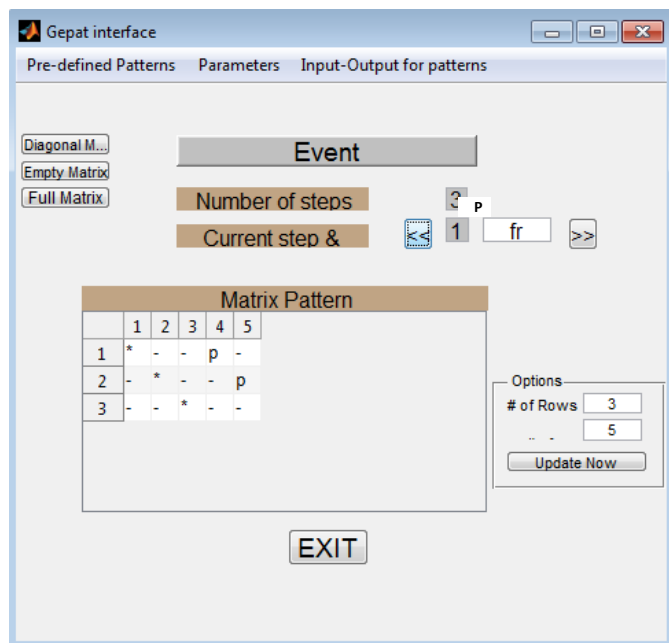 Gepat interface
Pre-defined Patterns Parameters Input-Output for patterns
Diagonal M...
Empty Matrix
Full Matrix
Event
Number of steps 3
P
Current step & << 1 fr >>
Matrix Pattern
1 2 3 4 5
1 * - - p -
2 - * - - p
3 - - * - -
Options
# of Rows 3
5
Update Now
EXIT